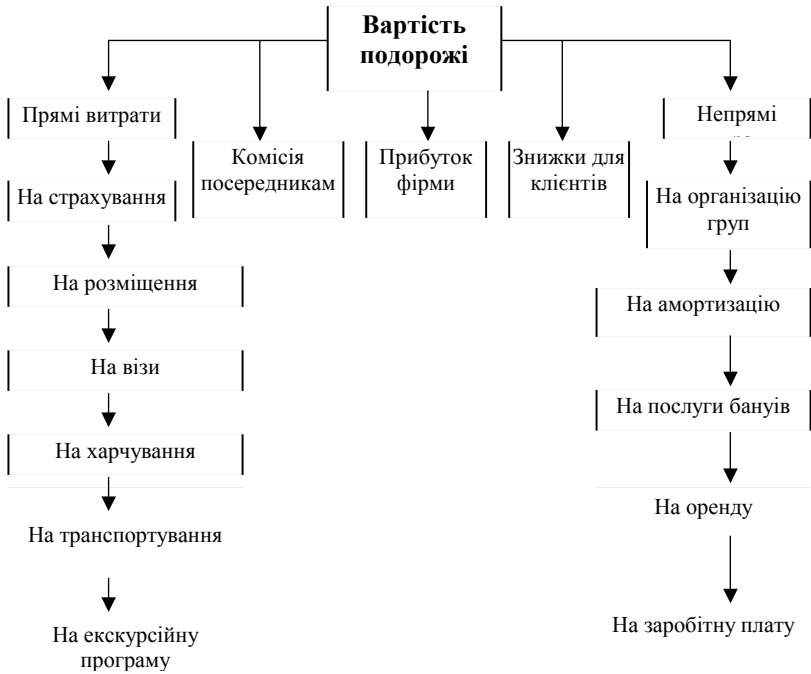 Вартість
подорожі
Прямі витрати
Комісія
посередникам
Прибуток
фірми
Знижки для
клієнтів
Непрямі
На страхування
На розміщення
На візи
На харчування
На транспортування
На екскурсійну
програму
На організацію
груп
На амортизацію
На послуги бануів
На оренду
На заробітну плату